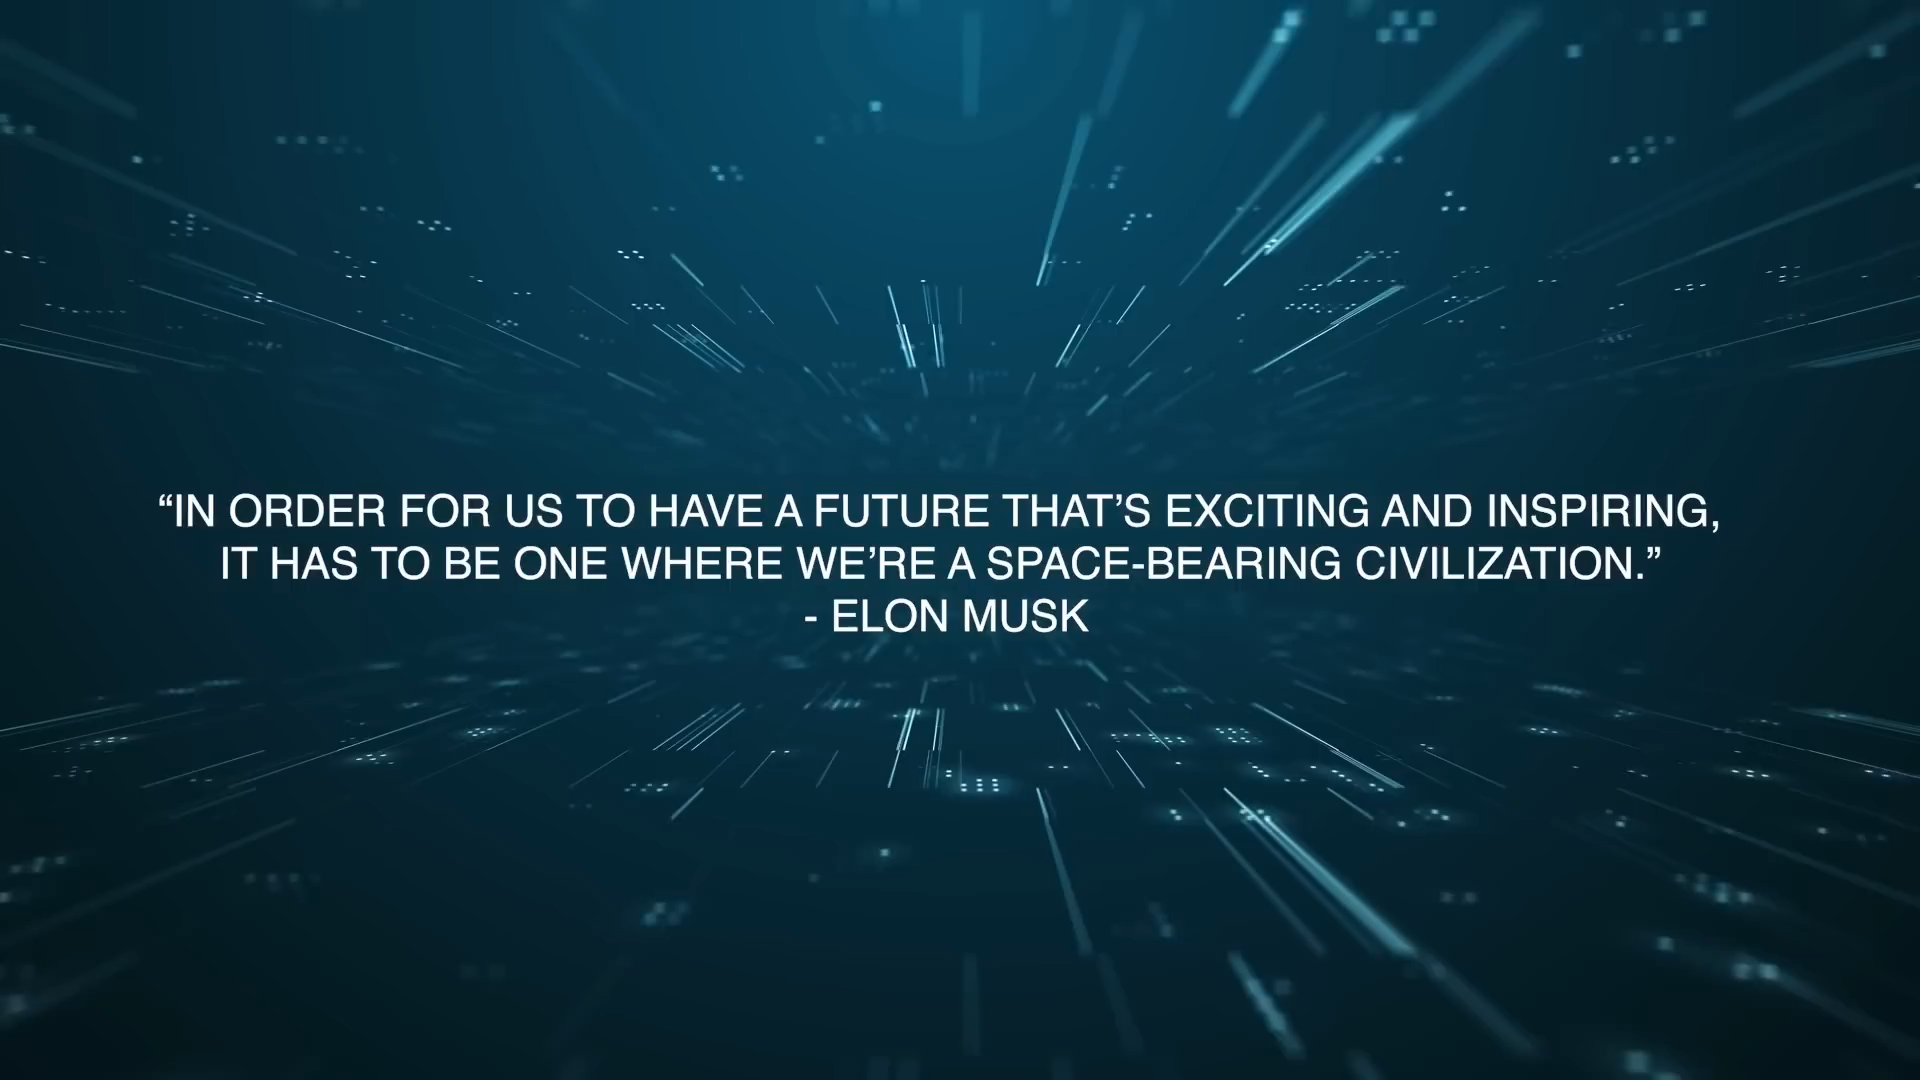 “IN ORDER FOR US TO HAVE A FUTURE THAT’S EXCITING AND INSPIRING,
IT HAS TO BE ONE WHERE WE’RE A SPACE-BEARING CIVILIZATION.”
- ELON MUSK